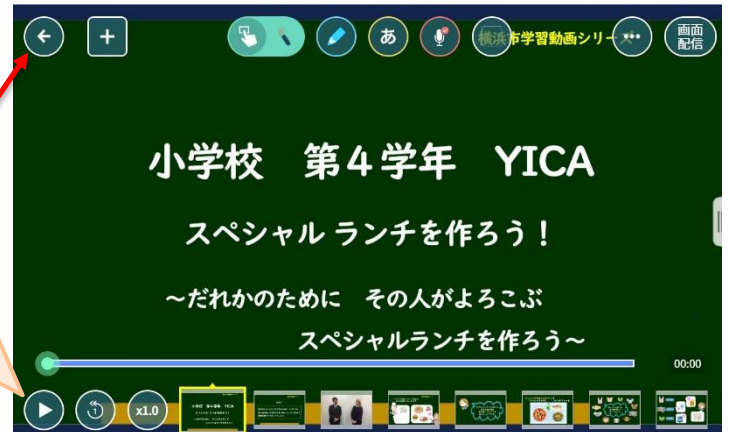 あ
横浜市学習動画シリーズ
画面
配信
小学校 第4学年 YICA
スペシャル ランチを作ろう！
～だれかのために その人がよろこぶ
スペシャルランチを作ろう～
00:00
1
x1.0